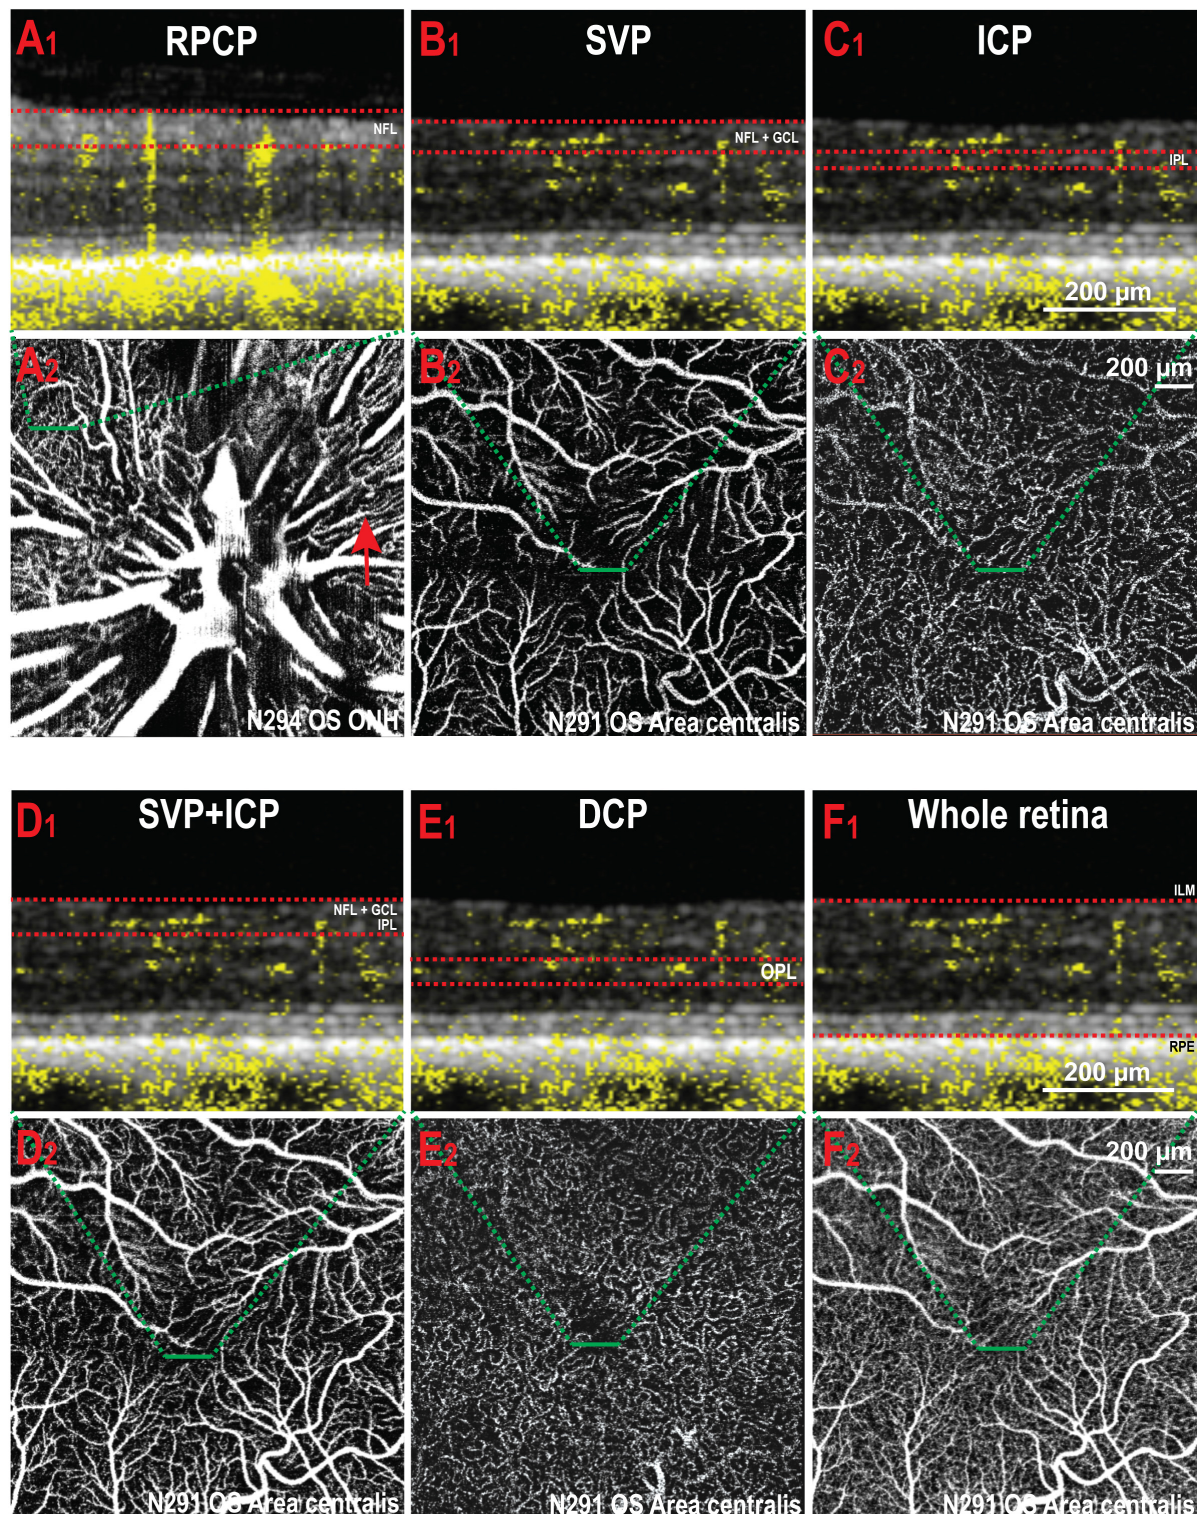 A1 RPCP
NFL
B1 SVP
NFL + GCL
C1 ICP
IPL
200 µm
A2
N294 OS ONH
B2
N291 OS Area centralis
C2
200 µm
N291 OS Area centralis
D1 SVP+ICP
NFL + GCL
IPL
E1 DCP
OPL
F1 Whole retina
ILM
RPE
200 µm
D2
N291 OS Area centralis
E2
N291 OS Area centralis
F2
200 µm
N291 OS Area centralis